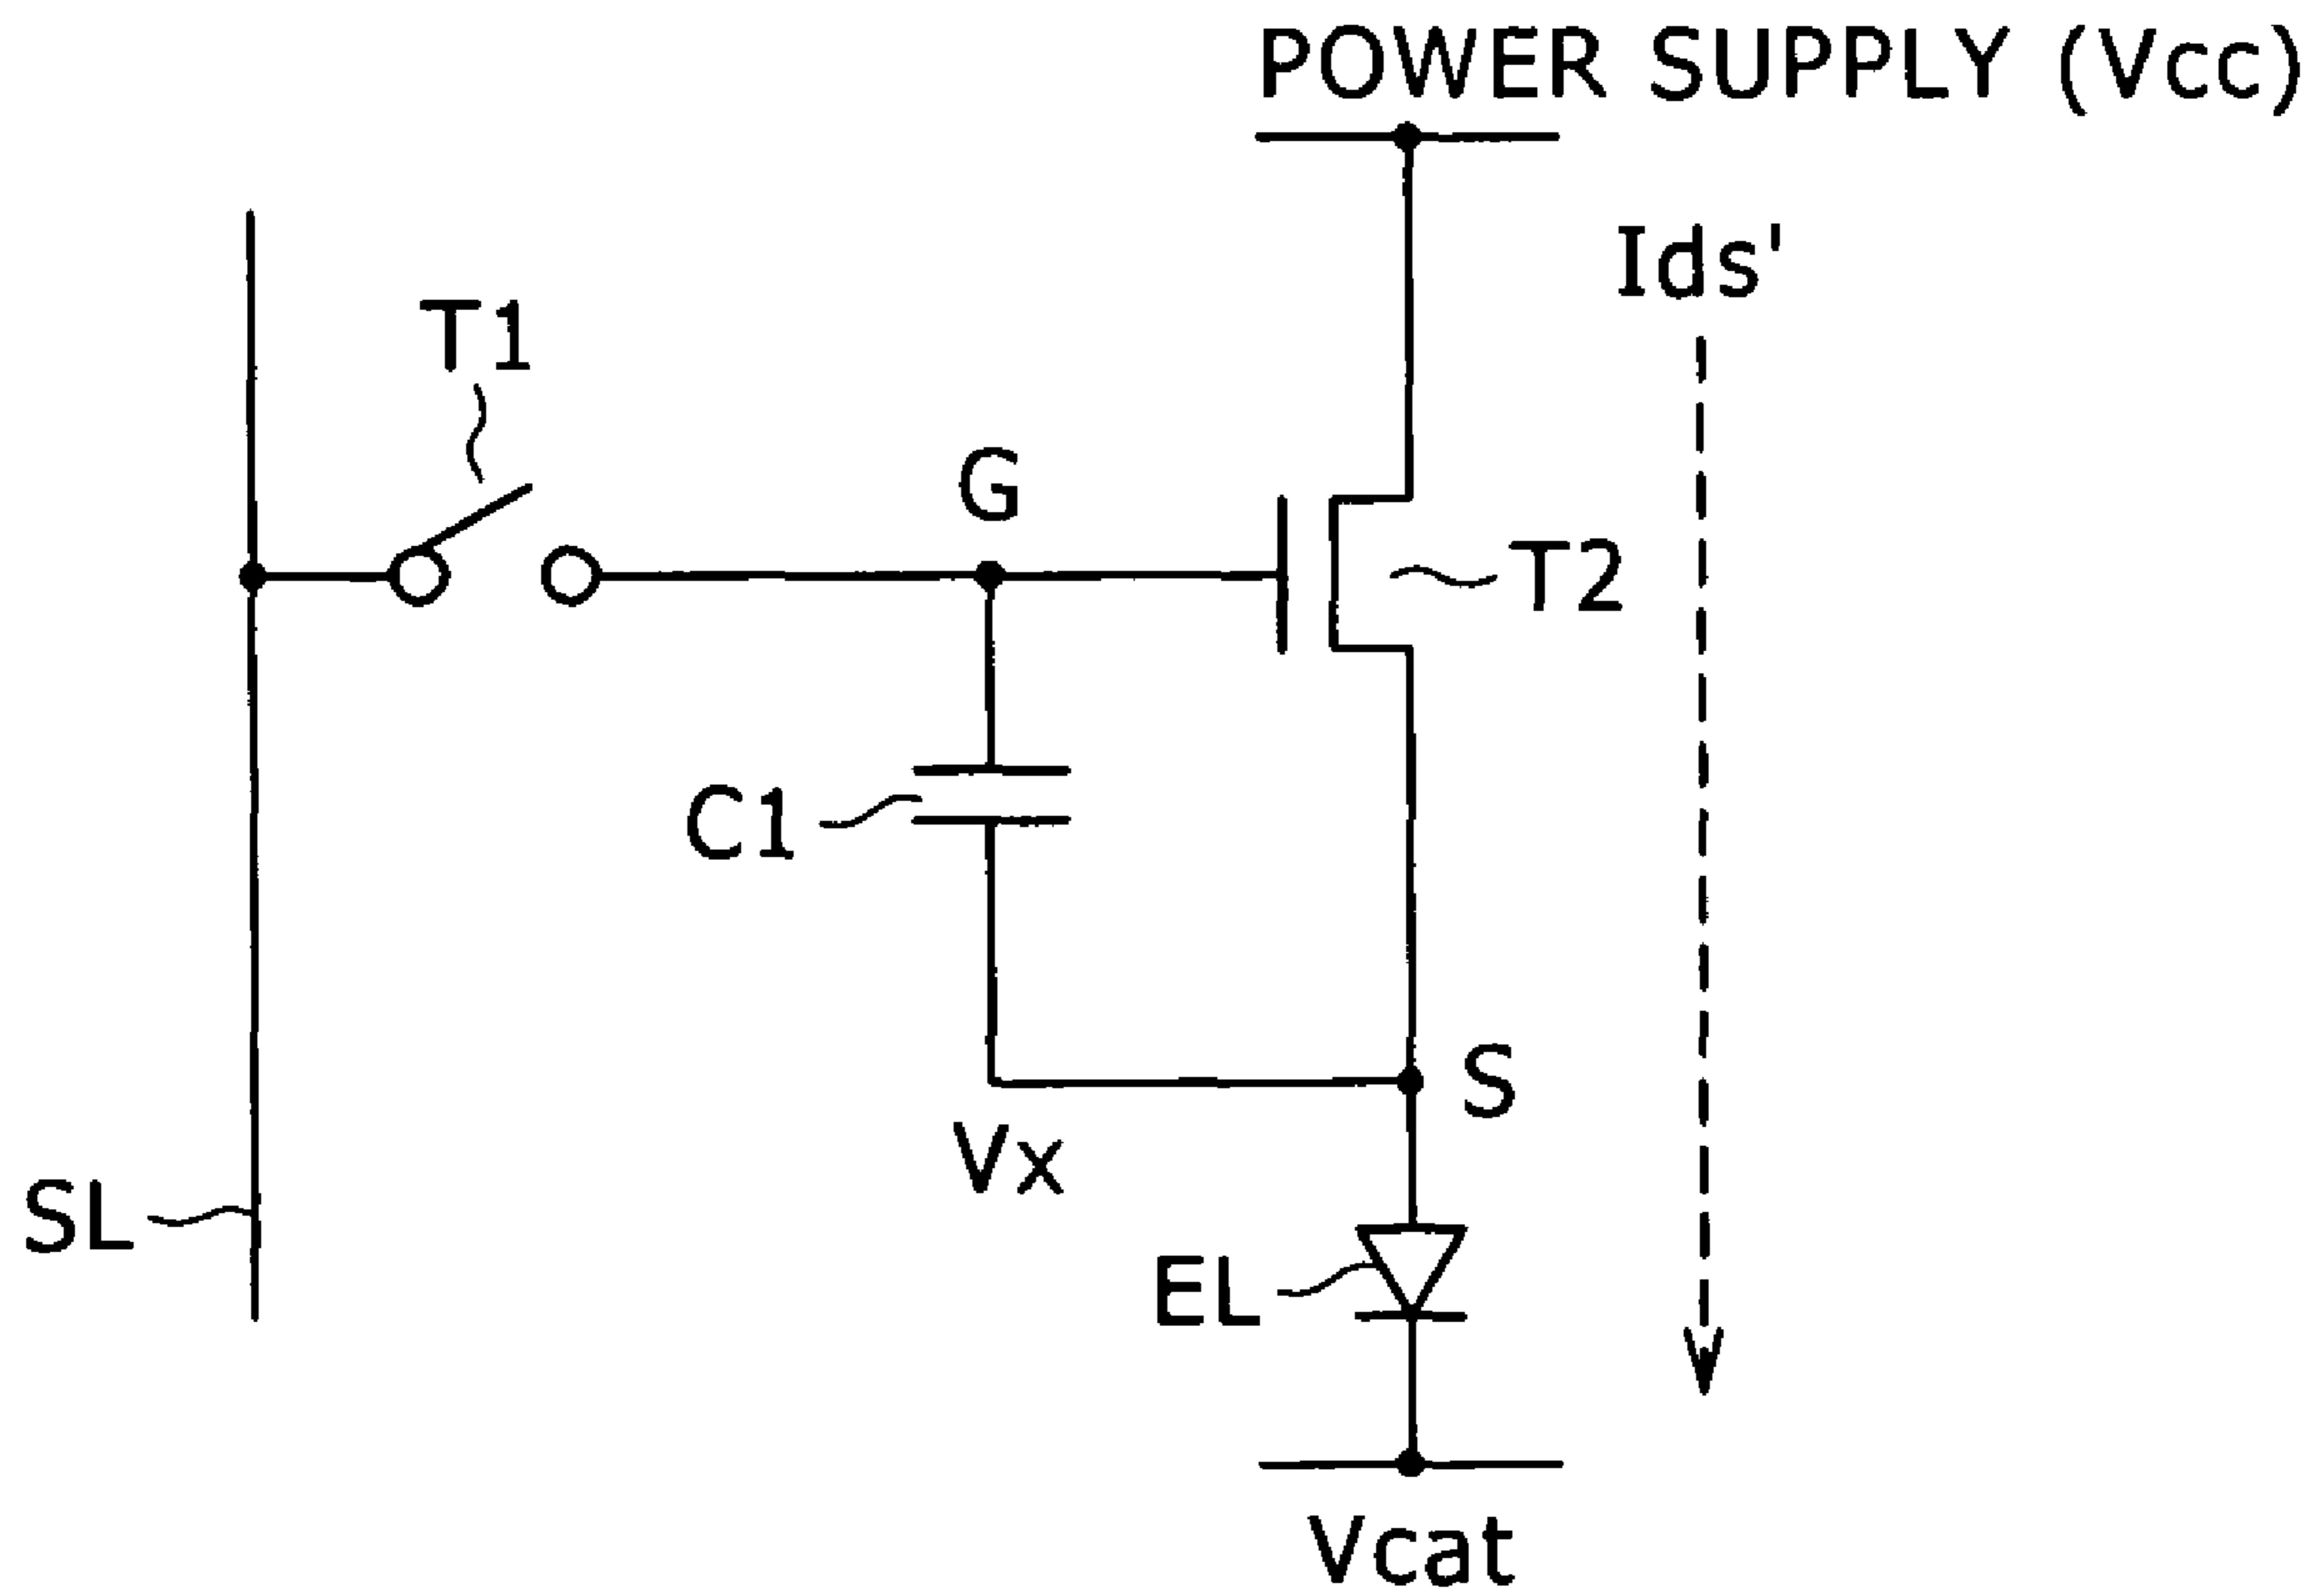 POWER SUPPLY (Vcc)
Ids'
T1
G
T2
C1
S
Vx
SL
EL
Vcat